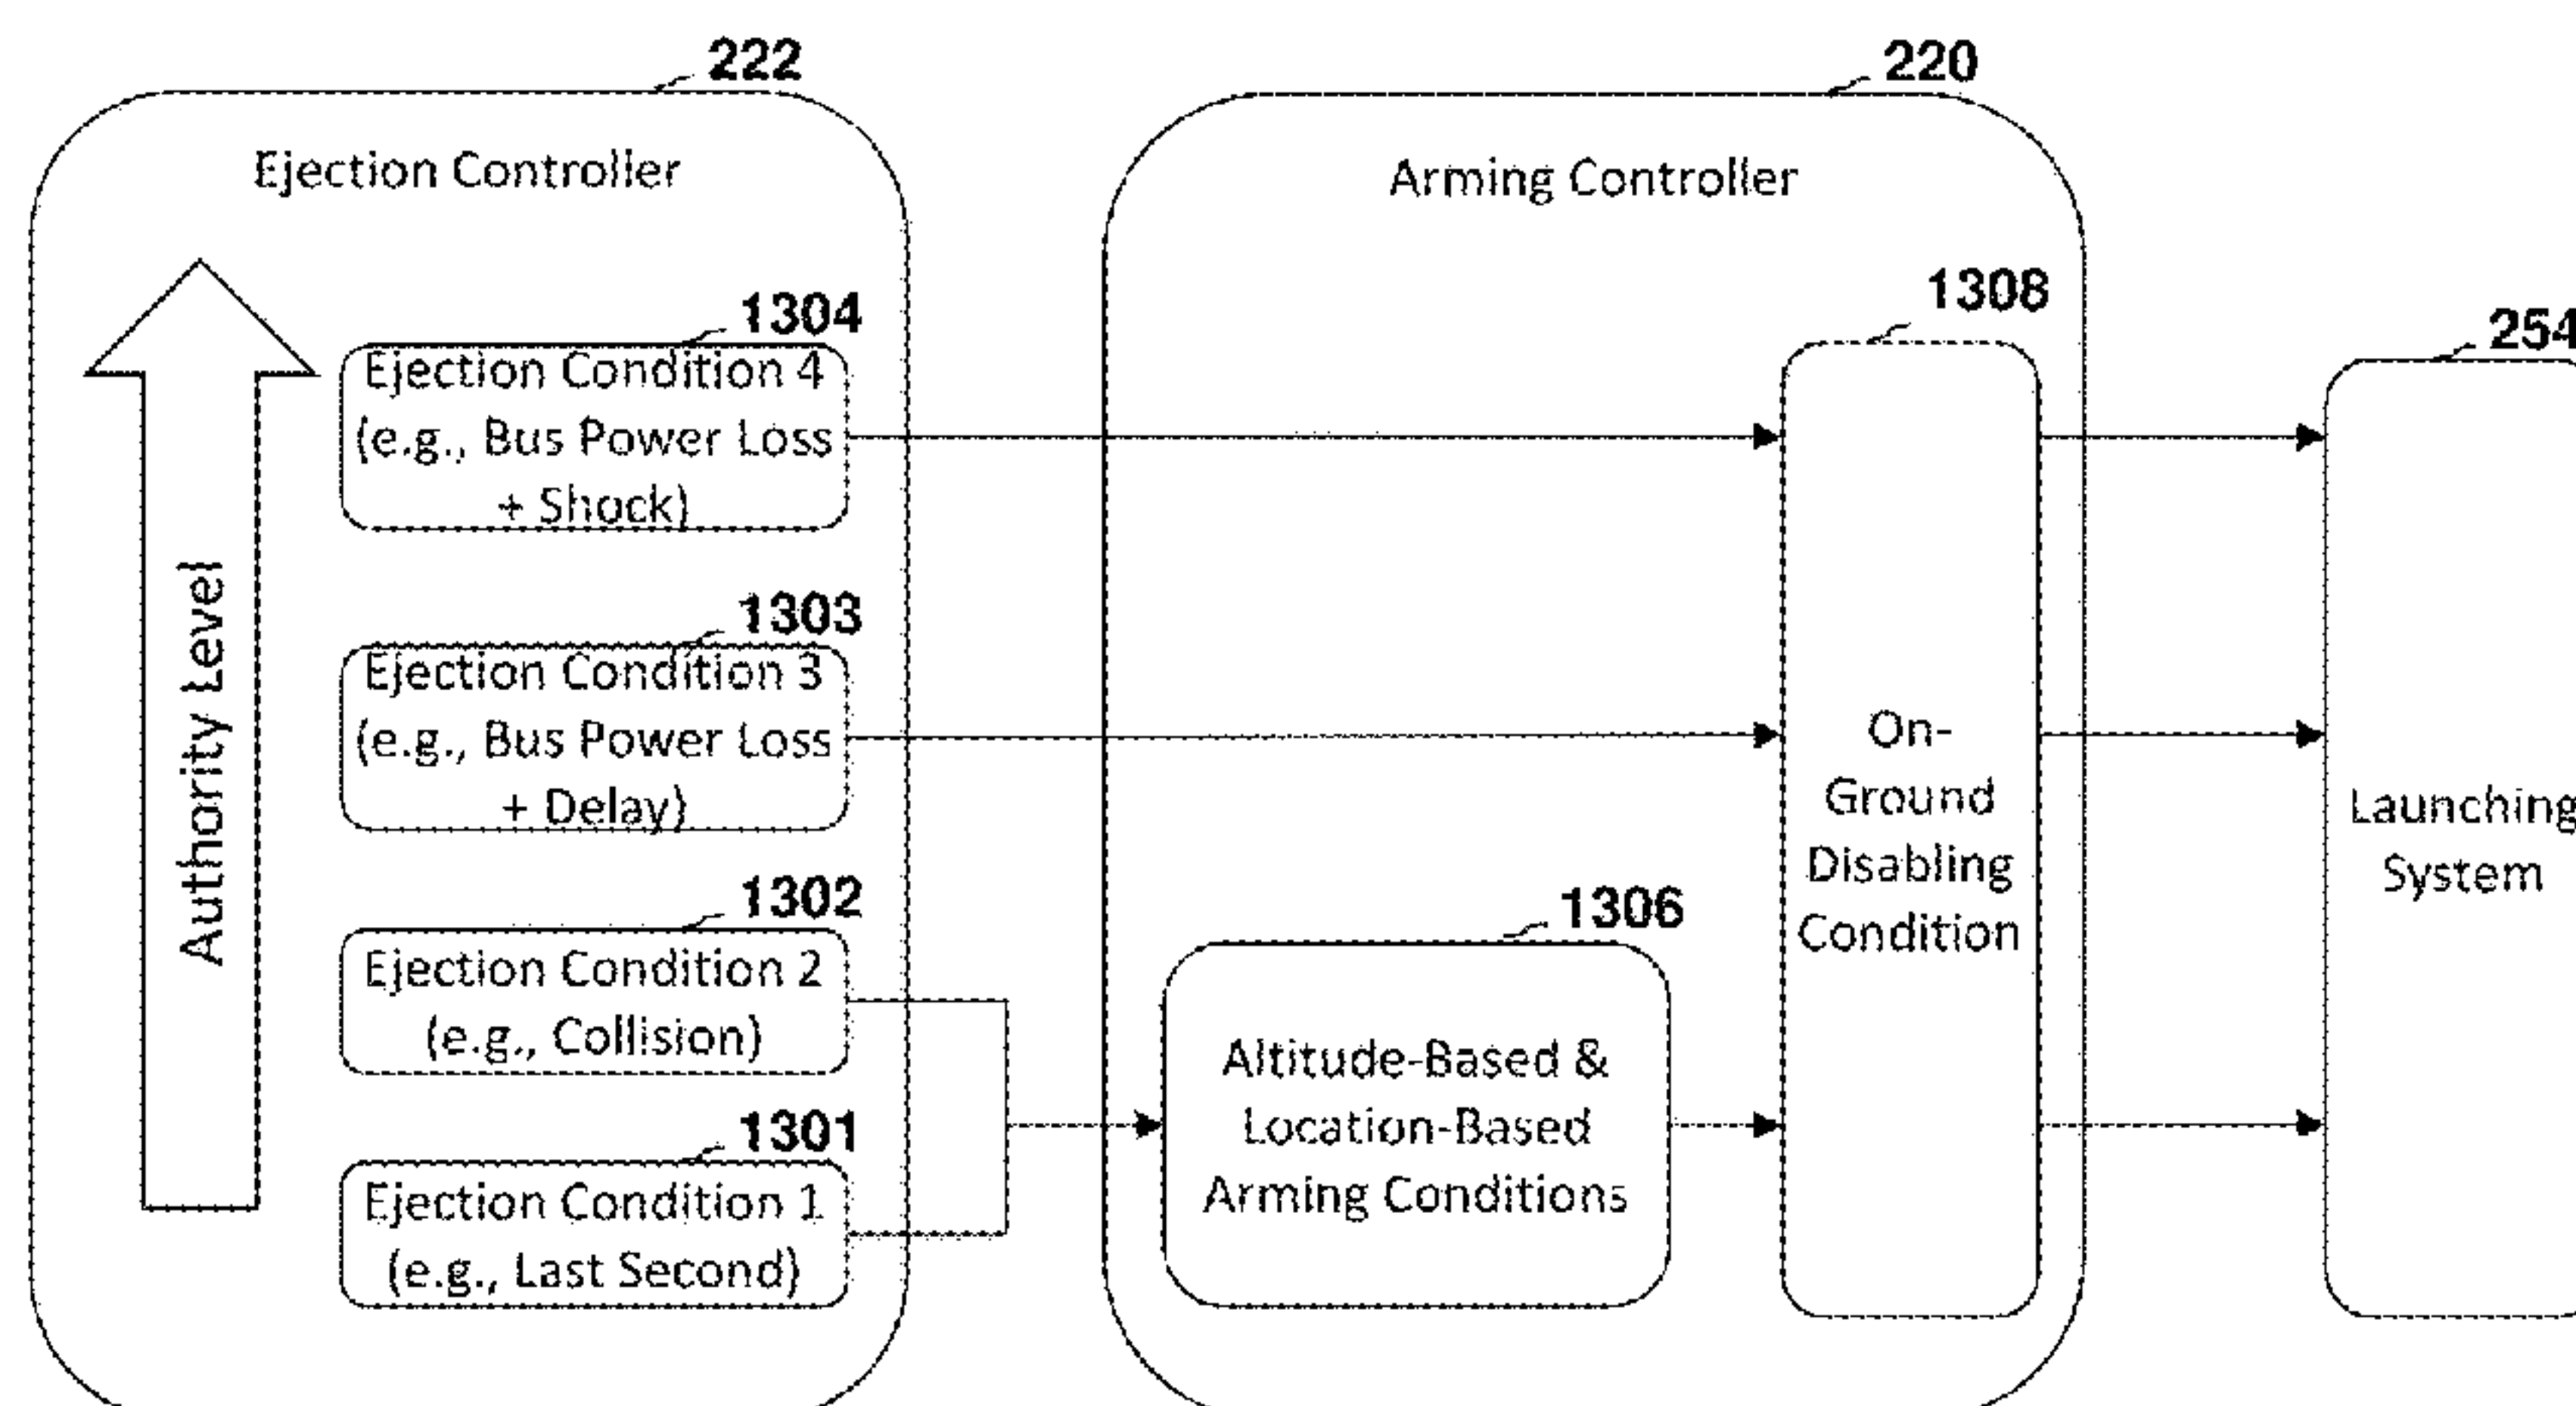 222
Ejection Controller
Authority Level
1304
Ejection Condition 4
(e.g., Bus Power Loss
+ Shock)
1303
Ejection Condition 3
(e.g., Bus Power Loss
+ Delay)
1302
Ejection Condition 2
(e.g., Collision)
1301
Ejection Condition 1
(e.g., Last Second)
220
Arming Controller
1306
Altitude-Based &
Location-Based
Arming Conditions
1308
On-
Ground
Disabling
Condition
254
Launching
System